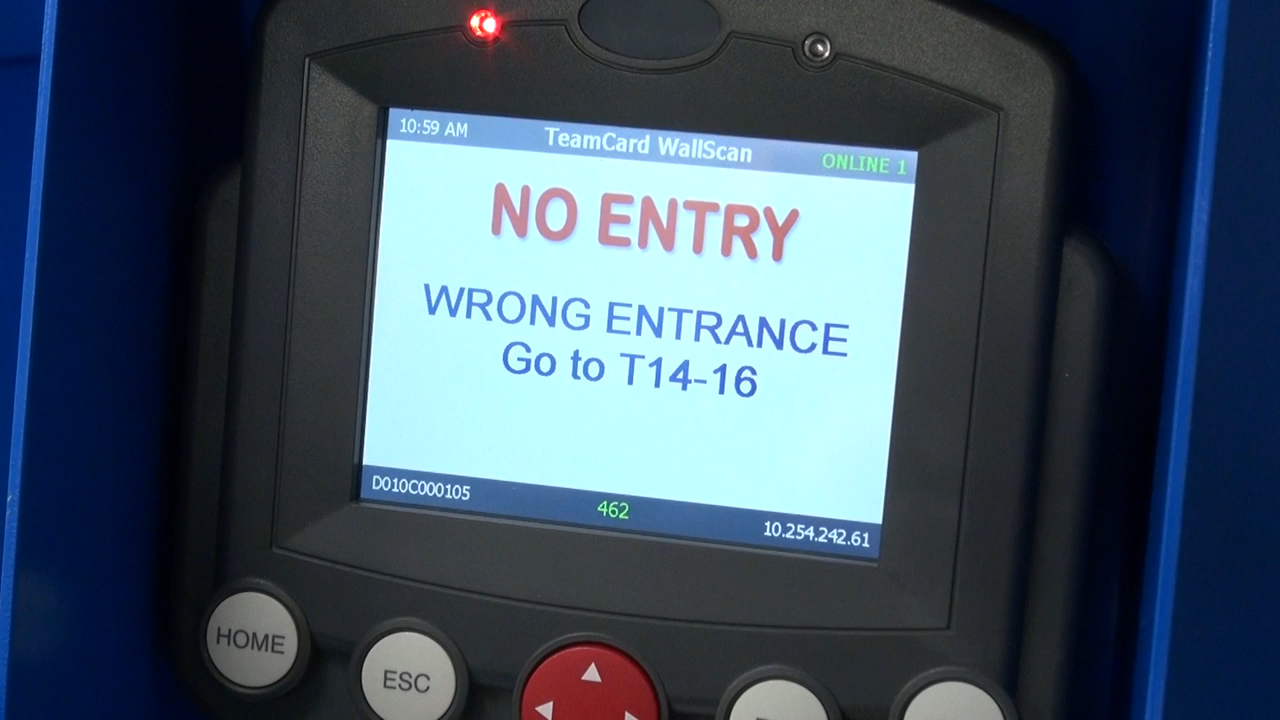 10:59 AM TeamCard WallScan ONLINE 1
NO ENTRY
WRONG ENTRANCE
Go to T14-16
D010C000105 462 10.254.242.61
HOME
ESC